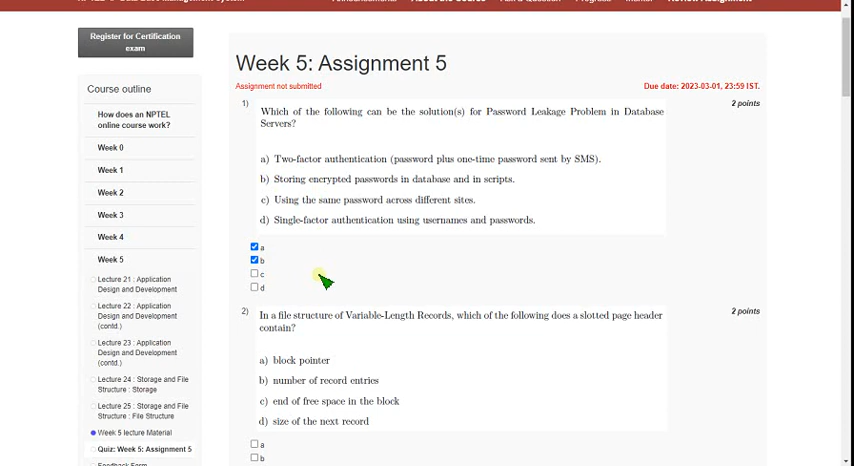 Register for Certification
exam
Week 5: Assignment 5
Assignment not submitted
Due date: 2023-03-01, 23:59 IST.
Course outline
How does an NPTEL
online course work?
Week 0
Week 1
Week 2
Week 3
Week 4
Week 5
Lecture 21 : Application
Design and Development
Lecture 22 : Application
Design and Development
(contd.)
Lecture 23 : Application
Design and Development
(contd.)
Lecture 24 : Storage and File
Structure : Storage
Lecture 25 : Storage and File
Structure : File Structure
Week 5 lecture Material
Quiz: Week 5: Assignment 5
1)
2 points
Which of the following can be the solution(s) for Password Leakage Problem in Database
Servers?
a) Two-factor authentication (password plus one-time password sent by SMS).
b) Storing encrypted passwords in database and in scripts.
c) Using the same password across different sites.
d) Single-factor authentication using usernames and passwords.
a
b
c
d
2)
2 points
In a file structure of Variable-Length Records, which of the following does a slotted page header
contain?
a) block pointer
b) number of record entries
c) end of free space in the block
d) size of the next record
a
b